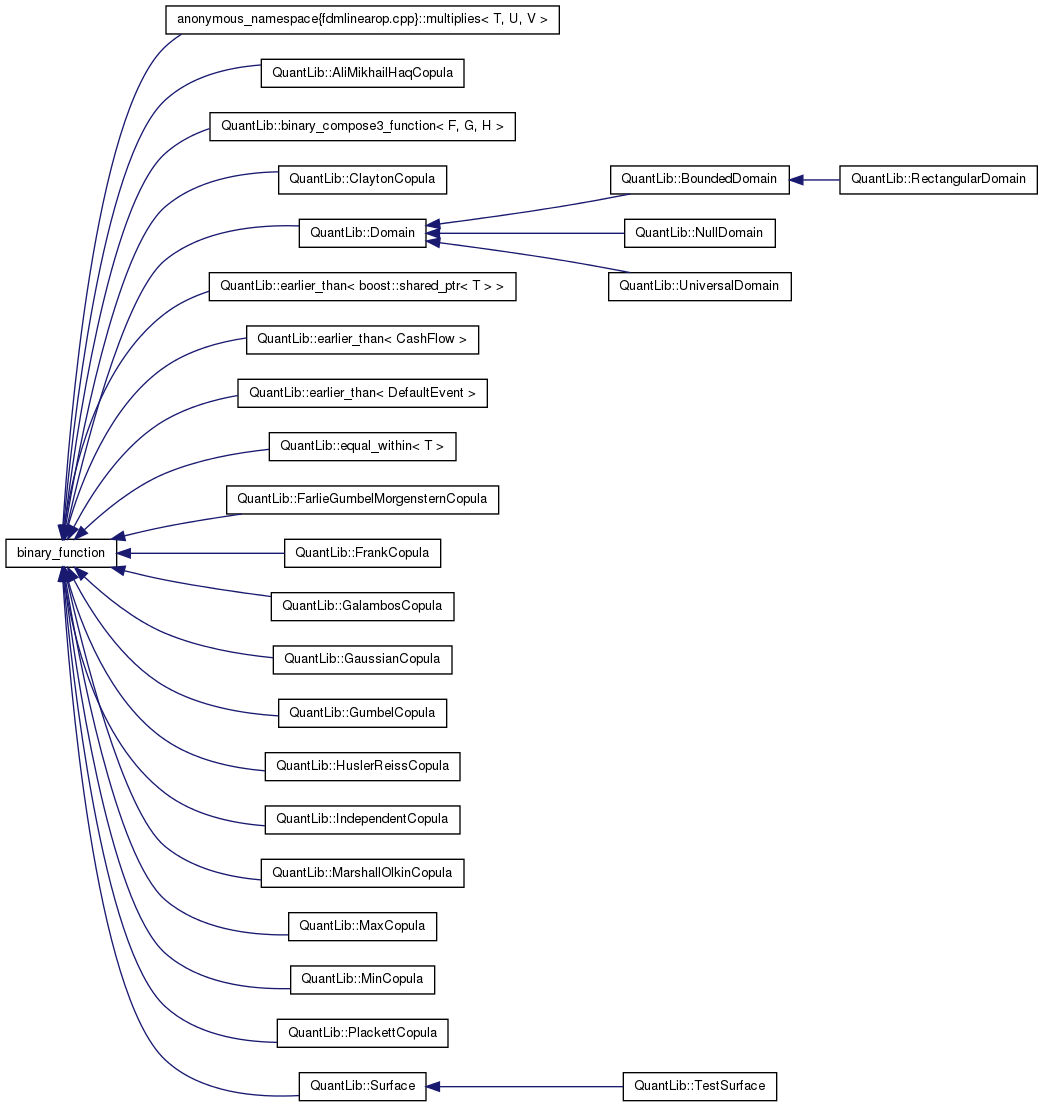 anonymous_namespace{fdmlinearop.cpp}::multiplies< T, U, V >
QuantLib::AliMikhailHaqCopula
QuantLib::binary_compose3_function< F, G, H >
QuantLib::ClaytonCopula
QuantLib::BoundedDomain
QuantLib::RectangularDomain
QuantLib::Domain
QuantLib::NullDomain
QuantLib::earlier_than< boost::shared_ptr< T > >
QuantLib::UniversalDomain
QuantLib::earlier_than< CashFlow >
QuantLib::earlier_than< DefaultEvent >
QuantLib::equal_within< T >
QuantLib::FarlieGumbelMorgensternCopula
binary_function
QuantLib::FrankCopula
QuantLib::GalambosCopula
QuantLib::GaussianCopula
QuantLib::GumbelCopula
QuantLib::HuslerReissCopula
QuantLib::IndependentCopula
QuantLib::MarshallOlkinCopula
QuantLib::MaxCopula
QuantLib::MinCopula
QuantLib::PlackettCopula
QuantLib::Surface
QuantLib::TestSurface